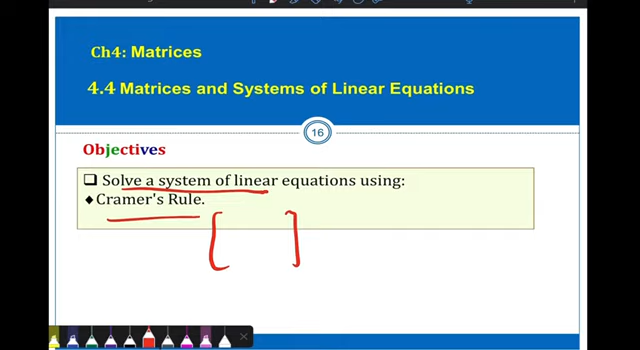 Ch4: Matrices
4.4 Matrices and Systems of Linear Equations
16
Objectives
❑ Solve a system of linear equations using:
♦ Cramer's Rule.
[ ]